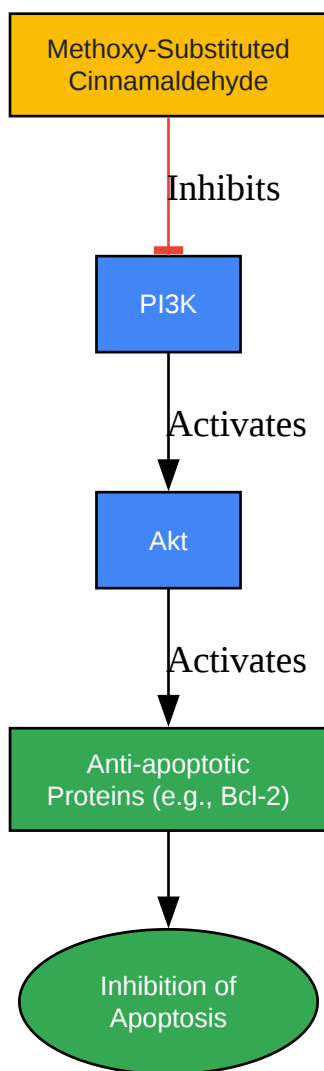 Methoxy-Substituted
Cinnamaldehyde
Inhibits
PI3K
Activates
Akt
Activates
Anti-apoptotic
Proteins (e.g., Bcl-2)
Inhibition of
Apoptosis